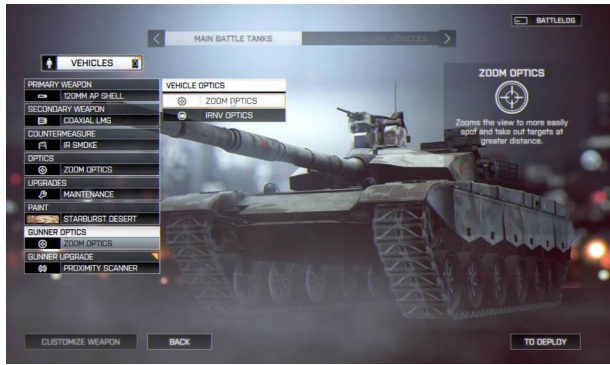 BATTLELOG
MAIN BATTLE TANKS
VEHICLES
PRIMARY WEAPON
120MM AP SHELL
SECONDARY WEAPON
COAXIAL LMG
COUNTERMEASURE
IR SMOKE
OPTICS
ZOOM OPTICS
UPGRADES
MAINTENANCE
PAINT
STARBURST DESERT
GUNNER OPTICS
ZOOM OPTICS
GUNNER UPGRADE
PROXIMITY SCANNER
VEHICLE OPTICS
ZOOM OPTICS
IRNV OPTICS
ZOOM OPTICS
Zooms the view to more easily
spot and take out targets at
greater distance.
CUSTOMIZE WEAPON
BACK
TO DEPLOY